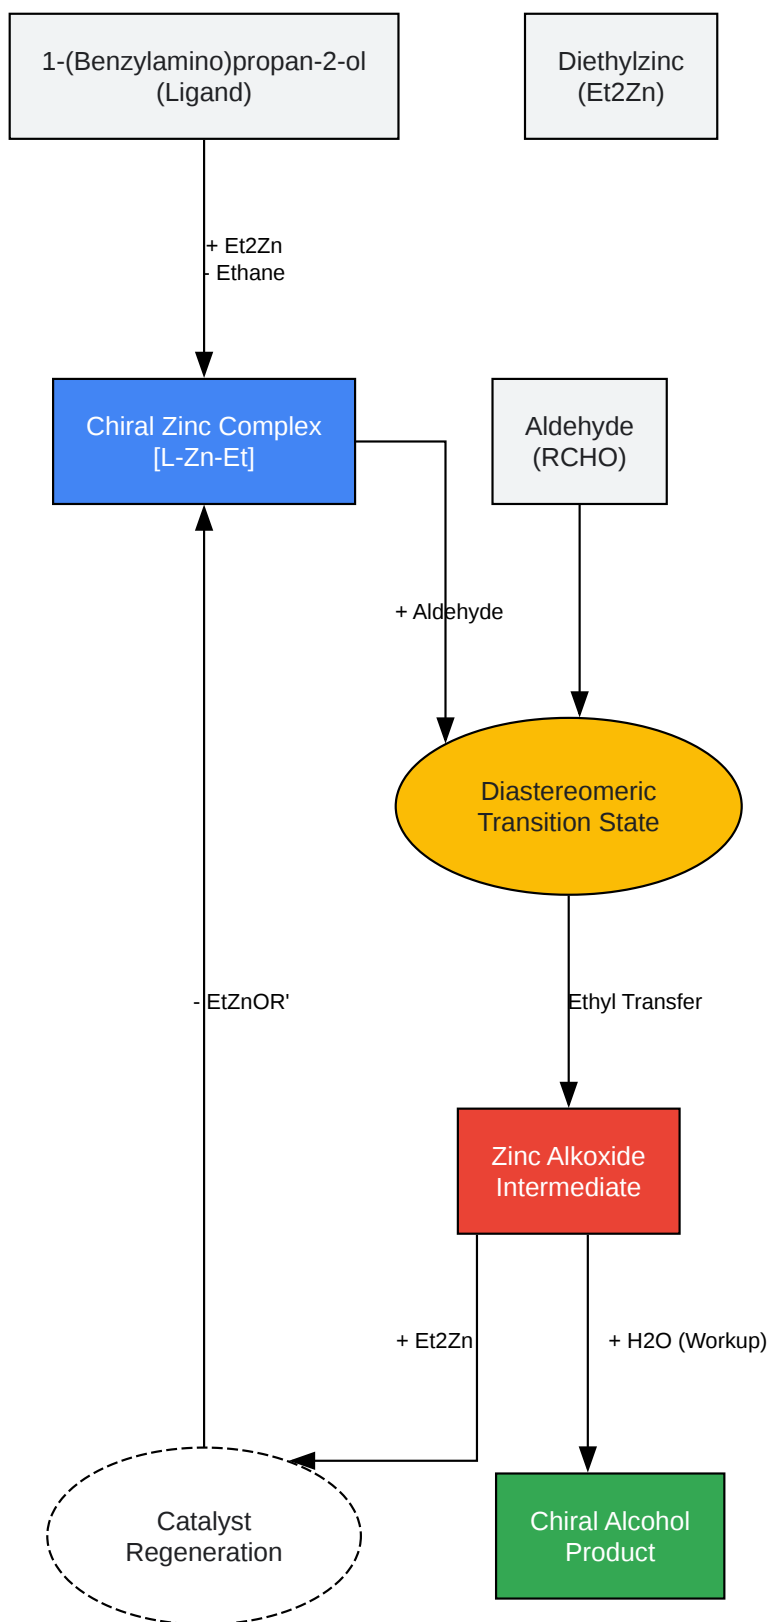 1-(Benzylamino)propan-2-ol
(Ligand)
Diethylzinc
(Et2Zn)
+ Et2Zn
- Ethane
Chiral Zinc Complex
[L-Zn-Et]
Aldehyde
(RCHO)
+ Aldehyde
Diastereomeric
Transition State
- EtZnOR'
Ethyl Transfer
Zinc Alkoxide
Intermediate
+ Et2Zn
+ H2O (Workup)
Catalyst
Regeneration
Chiral Alcohol
Product